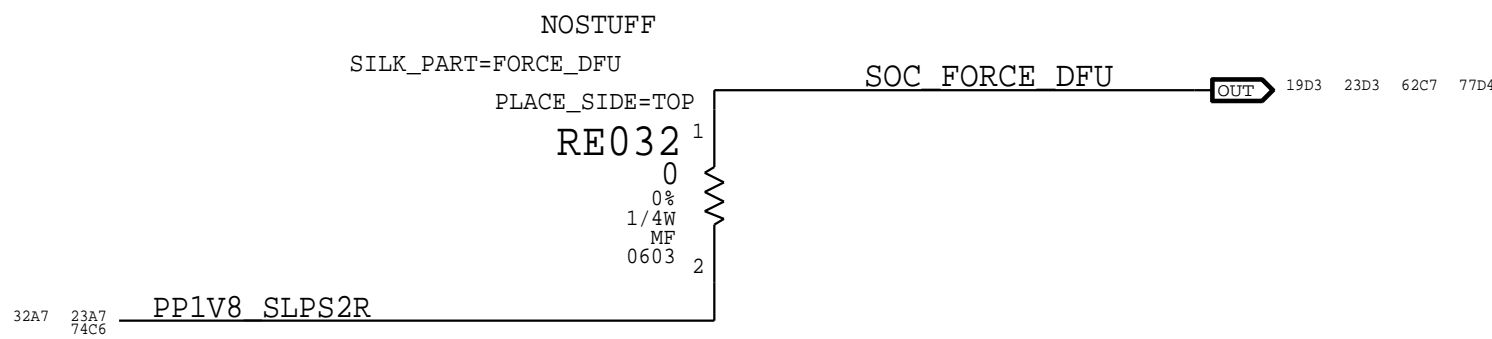 NOSTUFF
SILK_PART=FORCE_DFU
PLACE_SIDE=TOP
SOC_FORCE_DFU
OUT
19D3 23D3 62C7 77D4
RE032
1
0
0%
1/4W
MF
0603
2
32A7 23A7
74C6
PP1V8_SLPS2R